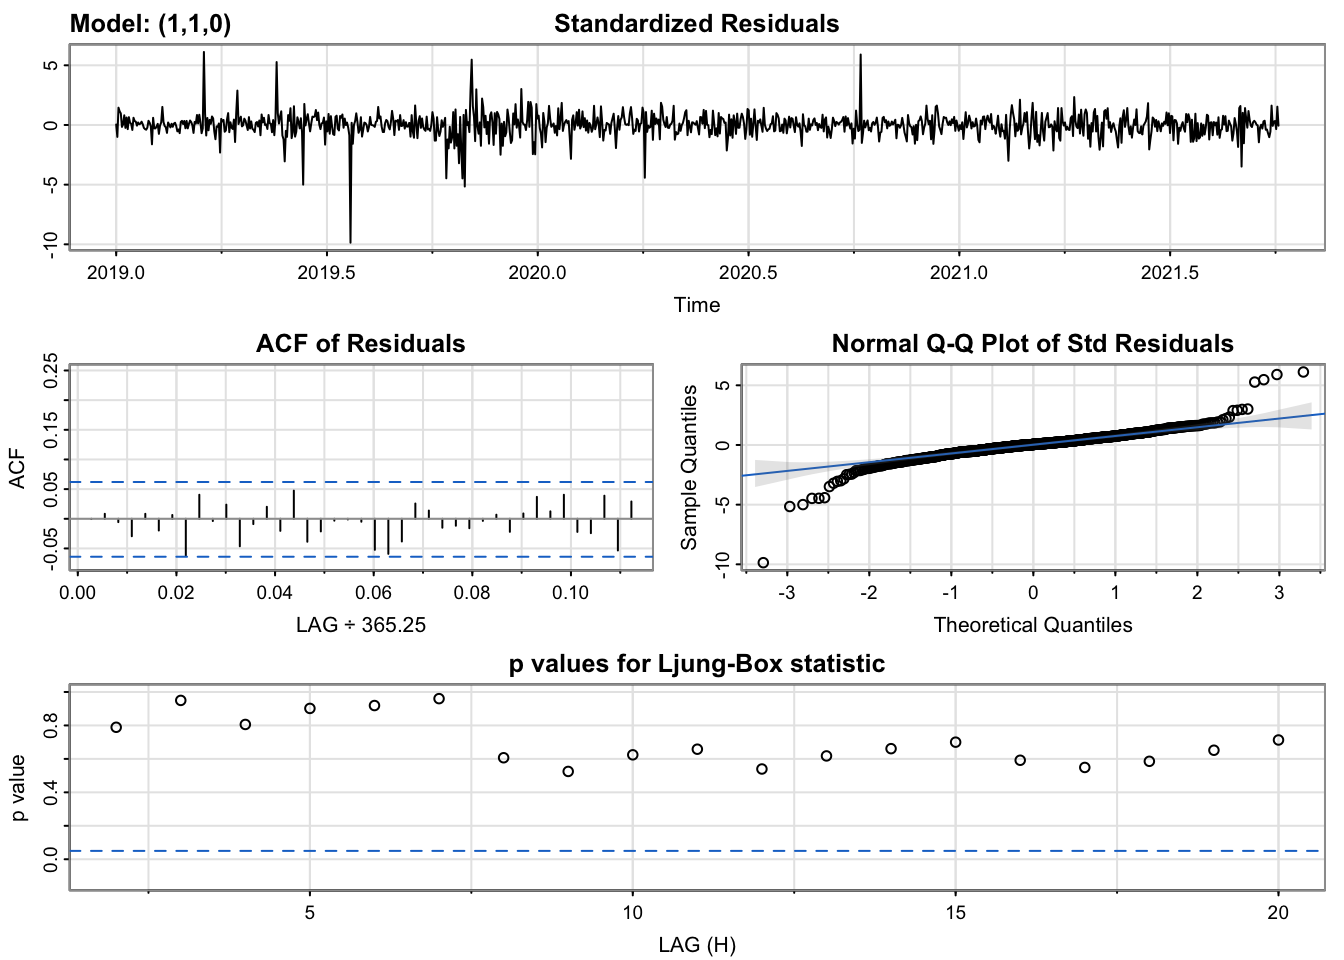 Model: (1,1,0) Standardized Residuals
5
0
-5
-10
2019.0 2019.5 2020.0 2020.5 2021.0 2021.5
Time
ACF of Residuals
ACF
0.25
0.15
0.05
-0.05
0.00 0.02 0.04 0.06 0.08 0.10
LAG ÷ 365.25
Normal Q-Q Plot of Std Residuals
Sample Quantiles
5
0
-5
-10
-3 -2 -1 0 1 2 3
Theoretical Quantiles
p values for Ljung-Box statistic
p value
0.8
0.4
0.0
5 10 15 20
LAG (H)